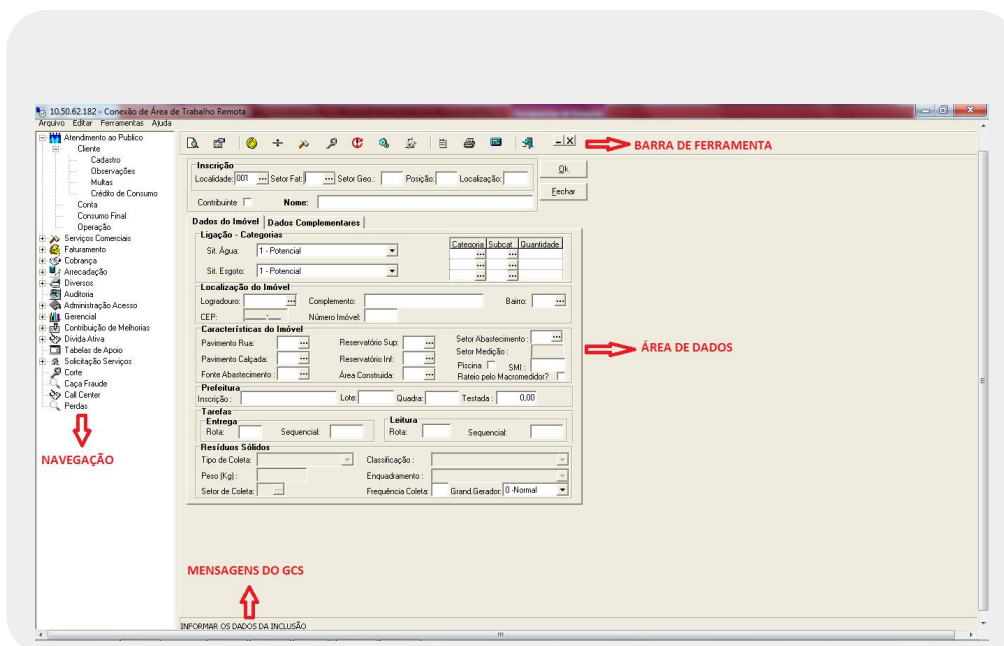 10.50.62.182 - Conexão de Área de Trabalho Remota
Arquivo Editar Ferramentas Ajuda
Atendimento ao Publico
Cliente
Cadastro
Observações
Multas
Crédito de Consumo
Conta
Consumo Final
Operação
Serviços Comerciais
Faturamento
Cobrança
Arrecadação
Diversos
Auditoria
Administração Acesso
Gerencial
Contribuição de Melhorias
Divida Ativa
Tabelas de Apoio
Solicitação Serviços
Corte
Caça Fraude
Call Center
Perdas
NAVEGAÇÃO
BARRA DE FERRAMENTA
Inscrição
Localidade: 001 ... Setor Fat: ... Setor Geo.: Posição: Localização:
Contribuinte Nome:
Ok
Fechar
Dados do Imóvel Dados Complementares
Ligação - Categorias
Sit. Água: 1 - Potencial
Sit. Esgoto: 1 - Potencial
Categoria Subcat Quantidade
... ...
... ...
... ...
Localização do Imóvel
Logradouro: ... Complemento: Bairro: ...
CEP: _____-___ Número Imóvel:
Características do Imóvel
Pavimento Rua: ... Reservatório Sup: ... Setor Abastecimento : ...
Setor Medição :
Pavimento Calçada: ... Reservatório Inf: ... Piscina SMI :
Fonte Abastecimento : ... Área Construida: ... Rateio pelo Macromedidor?
ÁREA DE DADOS
Prefeitura
Inscrição : Lote: Quadra: Testada : 0,00
Tarefas
Entrega
Rota: Sequencial:
Leitura
Rota: Sequencial:
Resíduos Sólidos
Tipo de Coleta: Classificação :
Peso (Kg) : Enquadramento :
Setor de Coleta: ... Frequência Coleta: Grand.Gerador: 0 -Normal
MENSAGENS DO GCS
INFORMAR OS DADOS DA INCLUSÃO